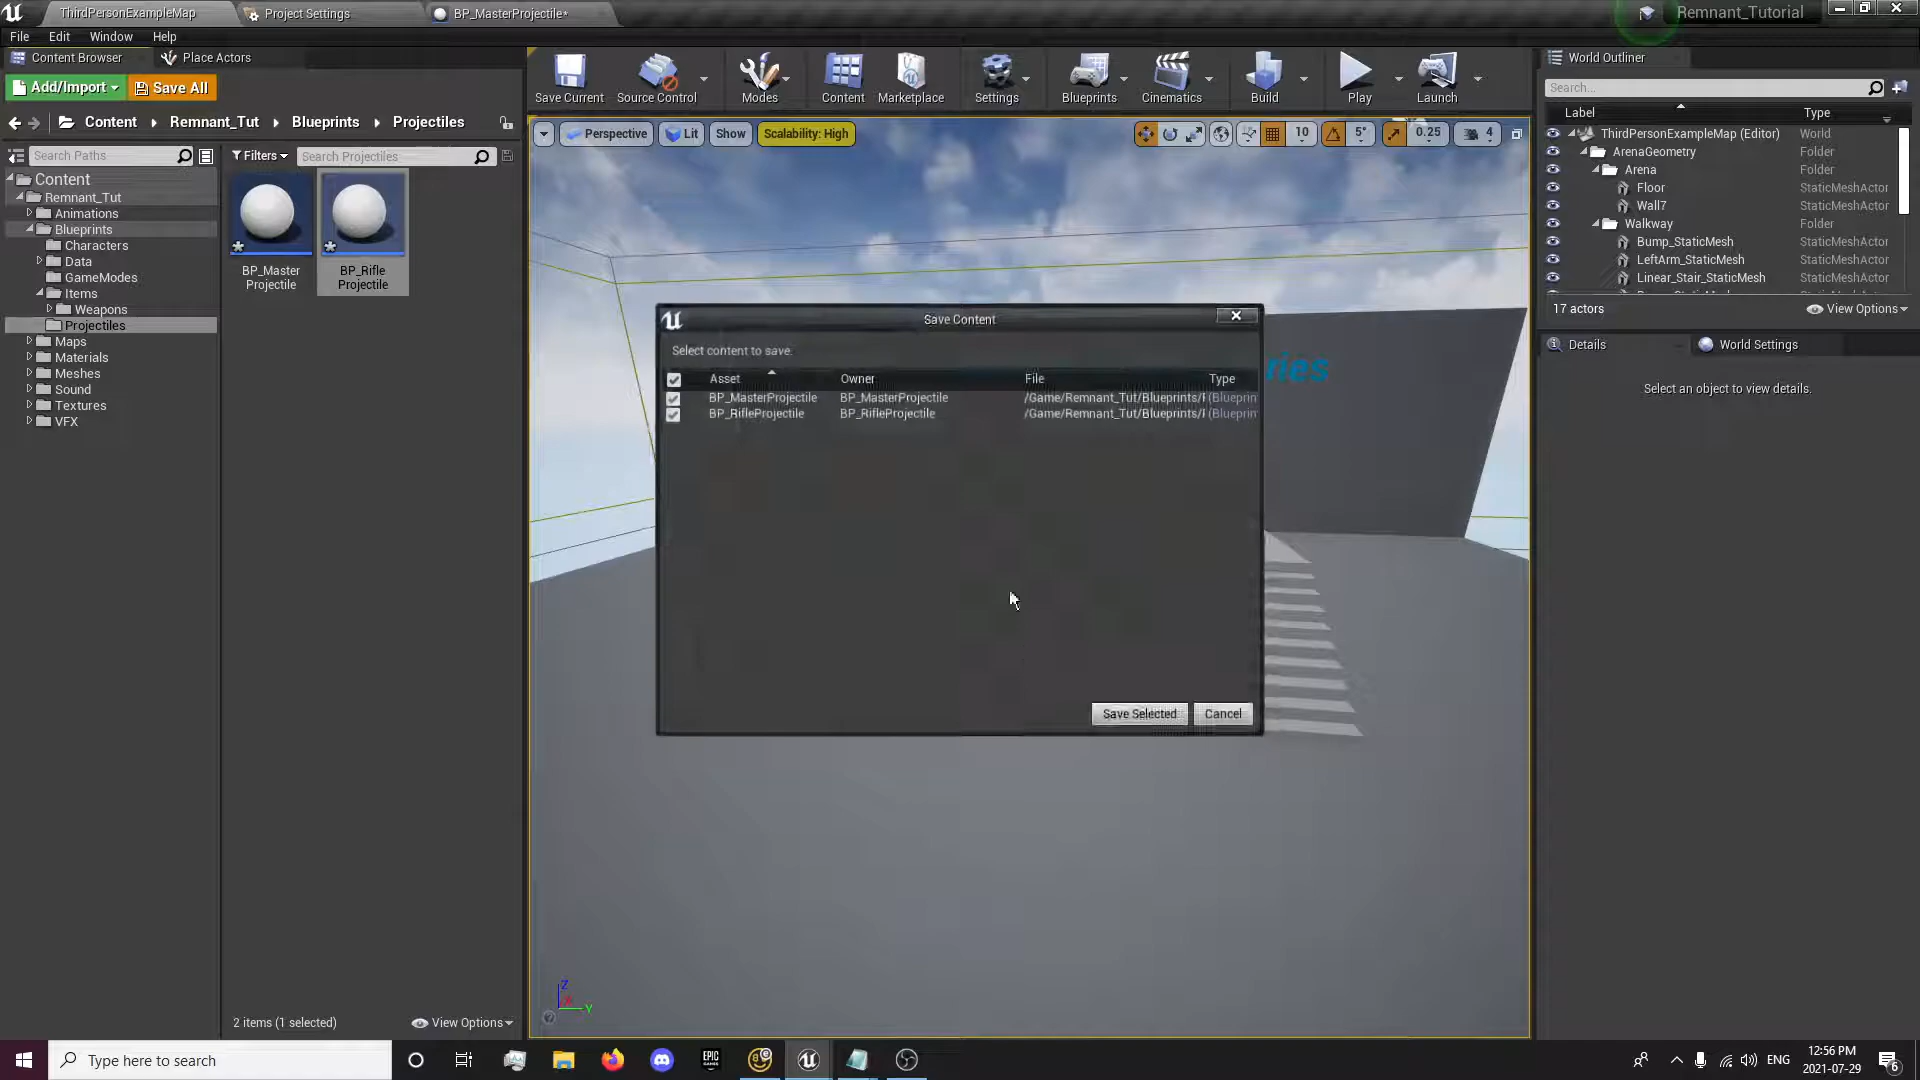 ThirdPersonExampleMap
Project Settings
BP_MasterProjectile*
Remnant_Tutorial
File Edit Window Help
Content Browser
Place Actors
Add/Import
Save All
Content Remnant_Tut Blueprints Projectiles
Search Paths
Filters
Search Projectiles
Content
Remnant_Tut
Animations
Blueprints
Characters
Data
GameModes
Items
Weapons
Projectiles
Maps
Materials
Meshes
Sound
Textures
VFX
BP_Master
Projectile
BP_Rifle
Projectile
2 items (1 selected)
View Options
Save Current
Source Control
Modes
Content
Marketplace
Settings
Blueprints
Cinematics
Build
Play
Launch
Perspective
Lit
Show
Scalability: High
10
5°
0.25
4
ries
Save Content
Select content to save.
Asset Owner File Type
BP_MasterProjectile BP_MasterProjectile /Game/Remnant_Tut/Blueprints/ (Blueprin
BP_RifleProjectile BP_RifleProjectile /Game/Remnant_Tut/Blueprints/ (Blueprin
Save Selected
Cancel
Z
Y
World Outliner
Search...
Label Type
ThirdPersonExampleMap (Editor) World
ArenaGeometry Folder
Arena Folder
Floor StaticMeshActor
Wall7 StaticMeshActor
Walkway Folder
Bump_StaticMesh StaticMeshActor
LeftArm_StaticMesh StaticMeshActor
Linear_Stair_StaticMesh StaticMeshActor
17 actors
View Options
Details
World Settings
Select an object to view details.
Type here to search
EPIC
GAMES
ENG
12:56 PM
2021-07-29
6